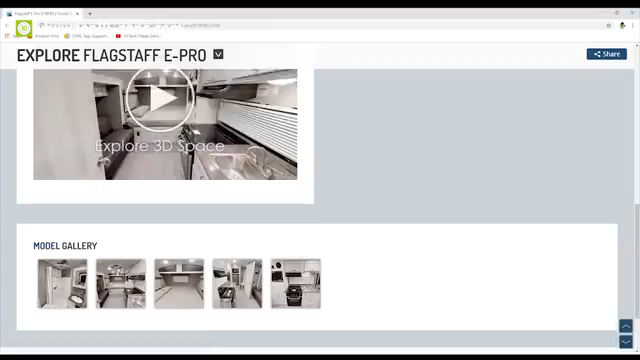 EXPLORE FLAGSTAFF E-PRO
Share
Explore 3D Space
MODEL GALLERY